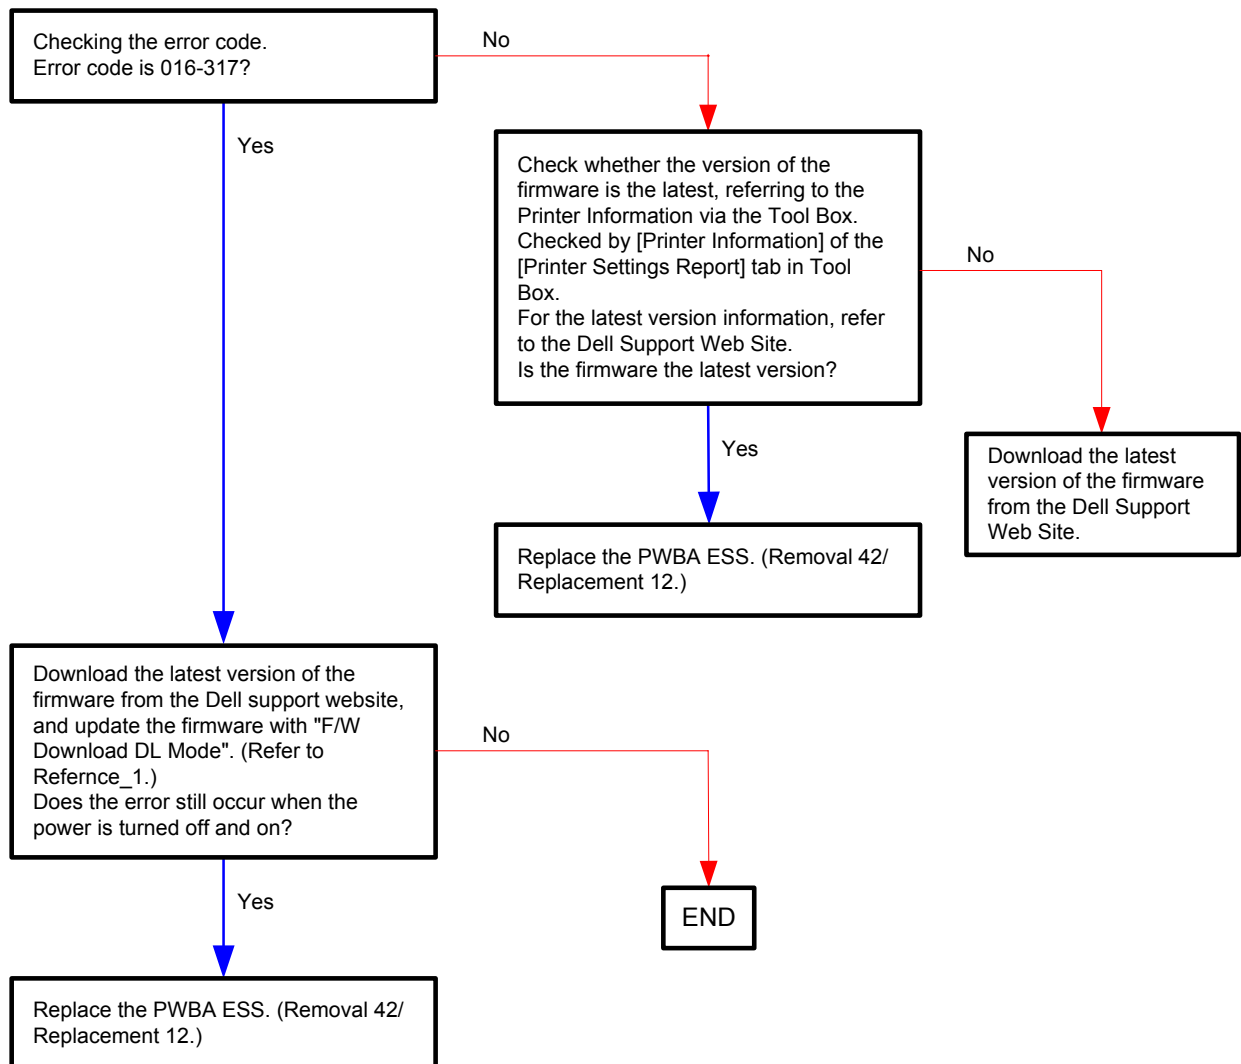 Checking the error code.
Error code is 016-317?
No
Yes
Check whether the version of the
firmware is the latest, referring to the
Printer Information via the Tool Box.
Checked by [Printer Information] of the
[Printer Settings Report] tab in Tool
Box.
For the latest version information, refer
to the Dell Support Web Site.
Is the firmware the latest version?
No
Yes
Download the latest
version of the firmware
from the Dell Support
Web Site.
Replace the PWBA ESS. (Removal 42/
Replacement 12.)
Download the latest version of the
firmware from the Dell support website,
and update the firmware with "F/W
Download DL Mode". (Refer to
Refernce_1.)
Does the error still occur when the
power is turned off and on?
No
Yes
END
Replace the PWBA ESS. (Removal 42/
Replacement 12.)